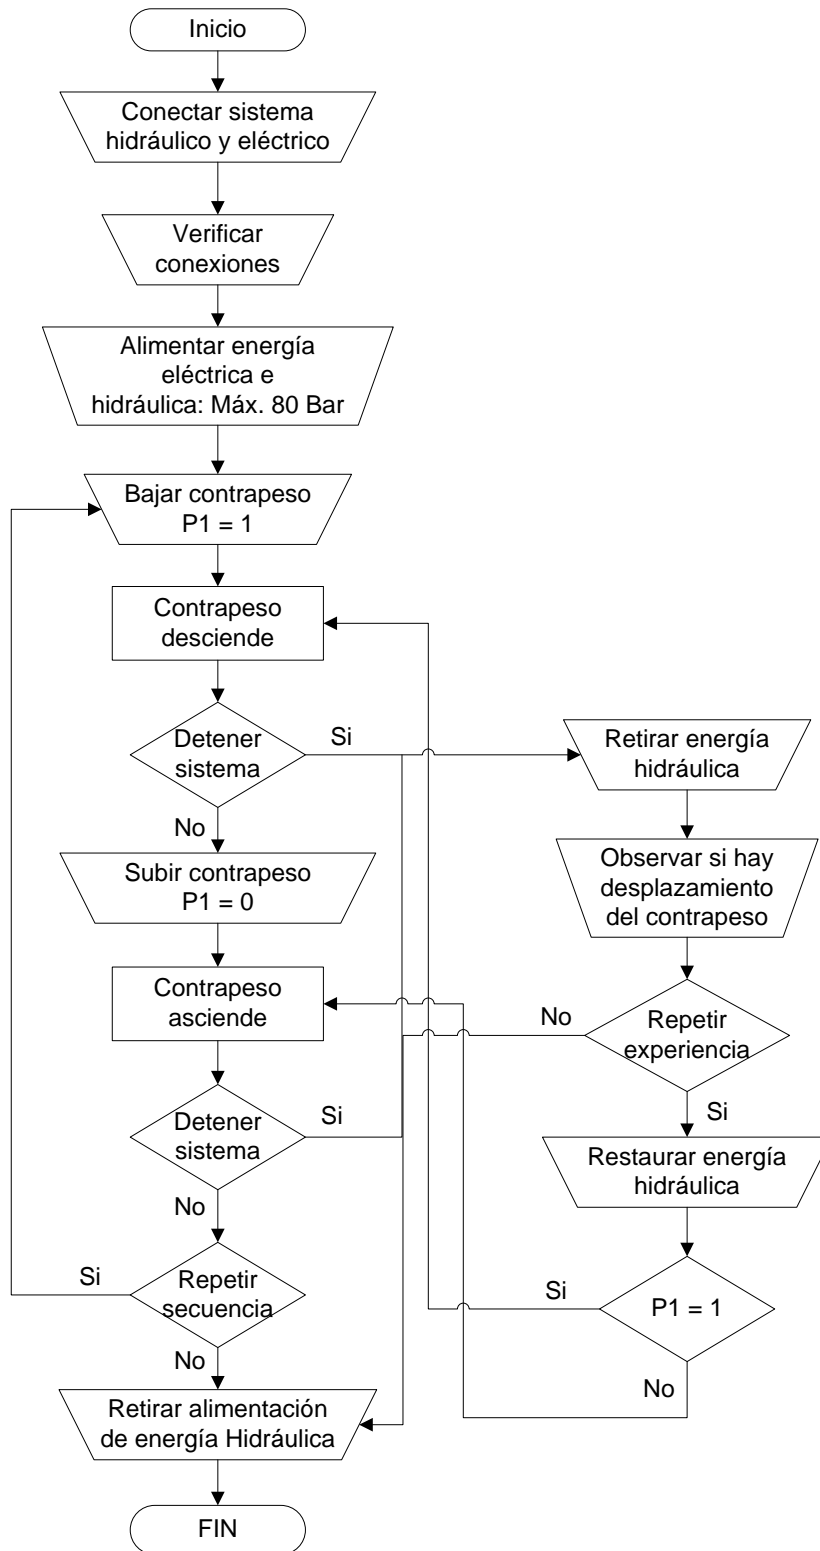 Inicio
Conectar sistema
hidráulico y eléctrico
Verificar
conexiones
Alimentar energía
eléctrica e
hidráulica: Máx. 80 Bar
Bajar contrapeso
P1 = 1
Contrapeso
desciende
Detener
sistema
Si
No
Subir contrapeso
P1 = 0
Contrapeso
asciende
Detener
sistema
Si
No
Repetir
secuencia
Si
No
Retirar alimentación
de energía Hidráulica
FIN
Retirar energía
hidráulica
Observar si hay
desplazamiento
del contrapeso
Repetir
experiencia
No
Si
Restaurar energía
hidráulica
P1 = 1
Si
No